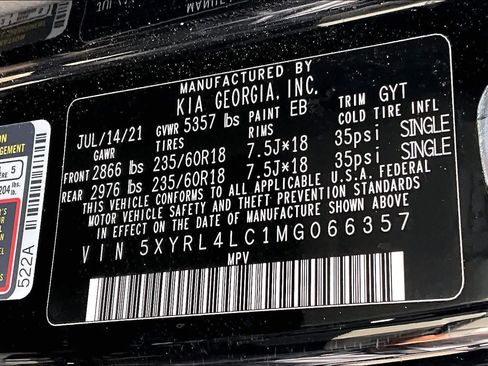 MANUFACTURED BY
KIA GEORGIA, INC.
JUL/14/21 GVWR 5357 lbs PAINT EB TRIM GYT
GAWR TIRES RIMS COLD TIRE INFL
FRONT 2866 lbs 235/60R18 7.5J*18 35psi SINGLE
REAR 2976 lbs 235/60R18 7.5J*18 35psi SINGLE
THIS VEHICLE CONFORMS TO ALL APPLICABLE U.S.A. FEDERAL
MOTOR VEHICLE SAFETY AND THEFT PREVENTION STANDARDS
IN EFFECT ON THE DATE OF MANUFACTURE SHOWN ABOVE
VIN 5XYRL4LC1MG066357
MPV
5
204
522A